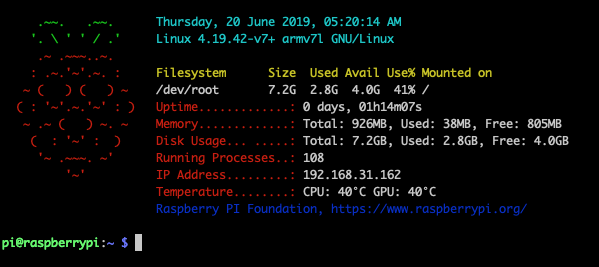 Thursday, 20 June 2019, 05:20:14 AM
Linux 4.19.42-v7+ armv7l GNU/Linux
Filesystem Size Used Avail Use% Mounted on
/dev/root 7.2G 2.8G 4.0G 41% /
Uptime.............: 0 days, 01h14m07s
Memory.............: Total: 926MB, Used: 38MB, Free: 805MB
Disk Usage... .....: Total: 7.2GB, Used: 2.8GB, Free: 4.0GB
Running Processes..: 108
IP Address.........: 192.168.31.162
Temperature........: CPU: 40°C GPU: 40°C
Raspberry PI Foundation, https://www.raspberrypi.org/
pi@raspberrypi:~ $